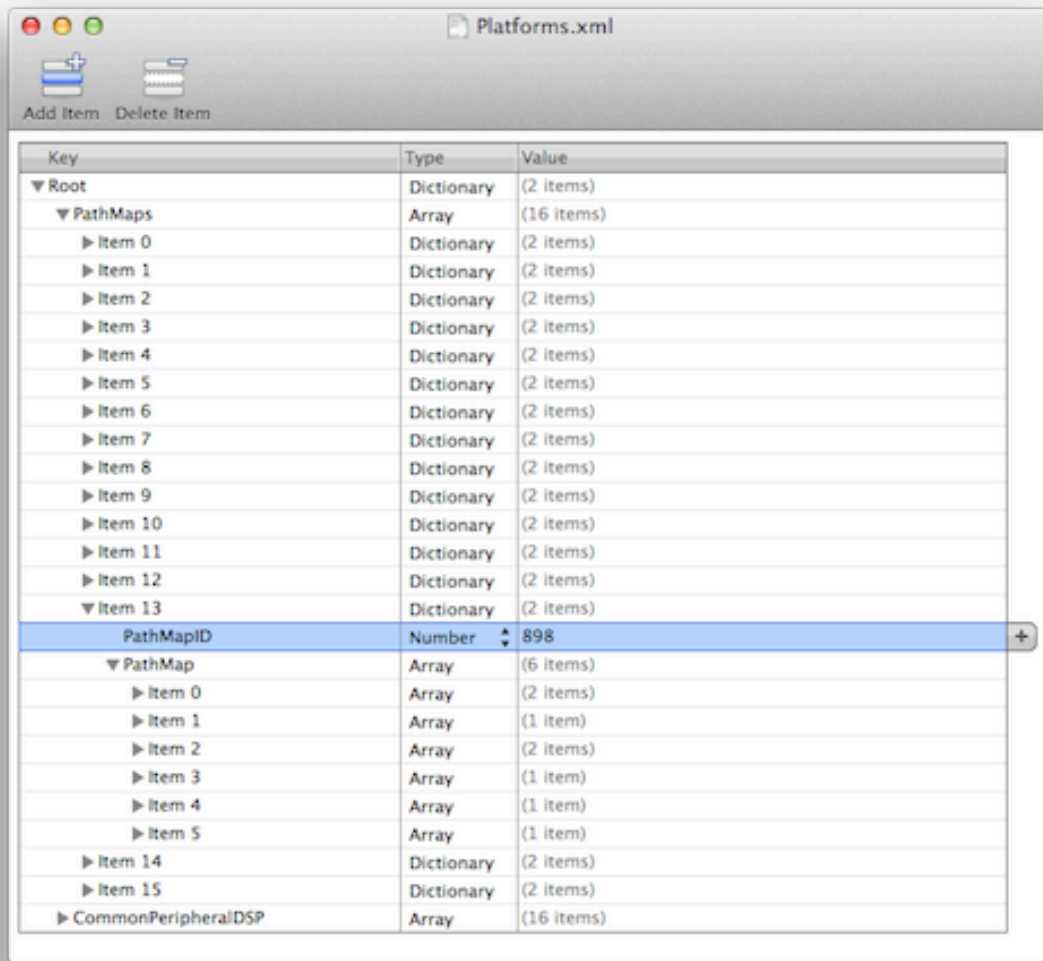 Platforms.xml
Add Item Delete Item
Key Type Value
Root Dictionary (2 items)
PathMaps Array (16 items)
Item 0 Dictionary (2 items)
Item 1 Dictionary (2 items)
Item 2 Dictionary (2 items)
Item 3 Dictionary (2 items)
Item 4 Dictionary (2 items)
Item 5 Dictionary (2 items)
Item 6 Dictionary (2 items)
Item 7 Dictionary (2 items)
Item 8 Dictionary (2 items)
Item 9 Dictionary (2 items)
Item 10 Dictionary (2 items)
Item 11 Dictionary (2 items)
Item 12 Dictionary (2 items)
Item 13 Dictionary (2 items)
PathMapID Number 898
PathMap Array (6 items)
Item 0 Array (2 items)
Item 1 Array (1 item)
Item 2 Array (2 items)
Item 3 Array (1 item)
Item 4 Array (1 item)
Item 5 Array (1 item)
Item 14 Dictionary (2 items)
Item 15 Dictionary (2 items)
CommonPeripheralDSP Array (16 items)